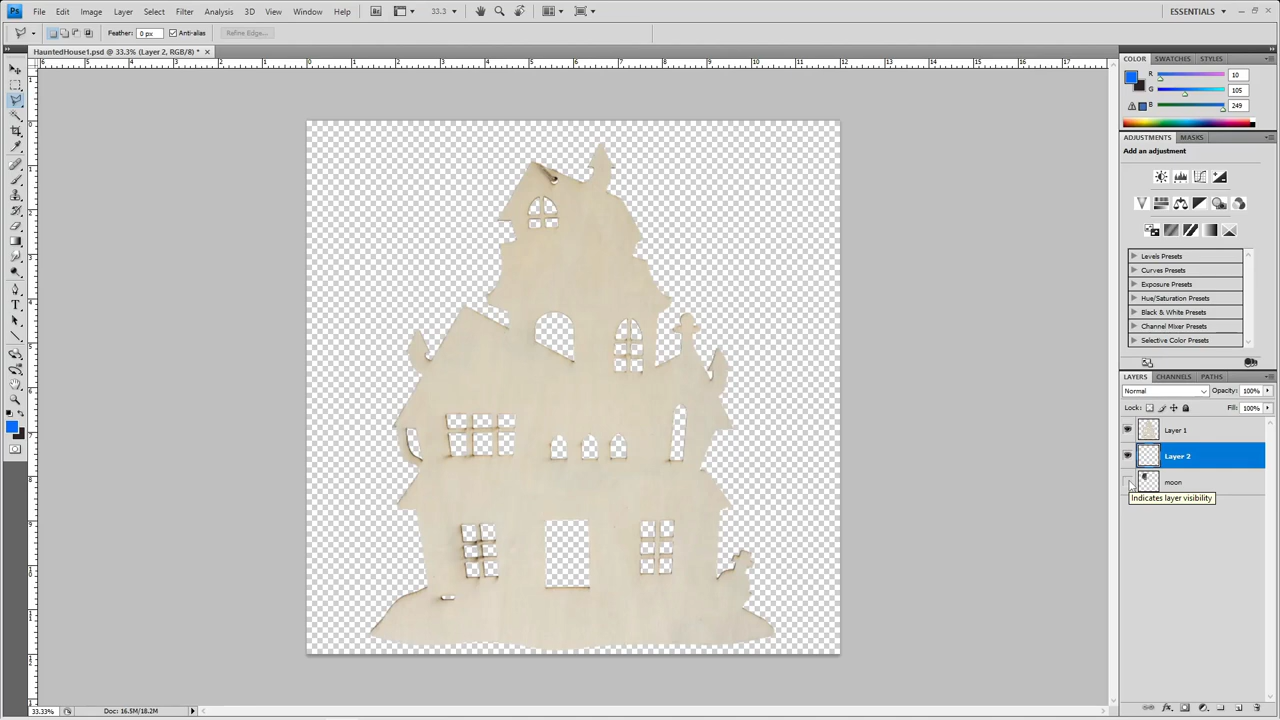 Ps File Edit Image Layer Select Filter Analysis 3D View Window Help 33.3 ESSENTIALS
Feather: 0 px Anti-alias Refine Edge...
HauntedHouse1.psd @ 33.3% (Layer 2, RGB/8) *
COLOR SWATCHES STYLES
R 10
G 105
B 249
ADJUSTMENTS MASKS
Add an adjustment
Levels Presets
Curves Presets
Exposure Presets
Hue/Saturation Presets
Black & White Presets
Channel Mixer Presets
Selective Color Presets
LAYERS CHANNELS PATHS
Normal Opacity: 100%
Lock: Fill: 100%
Layer 1
Layer 2
moon
Indicates layer visibility
33.33% Doc: 16.5M/18.2M